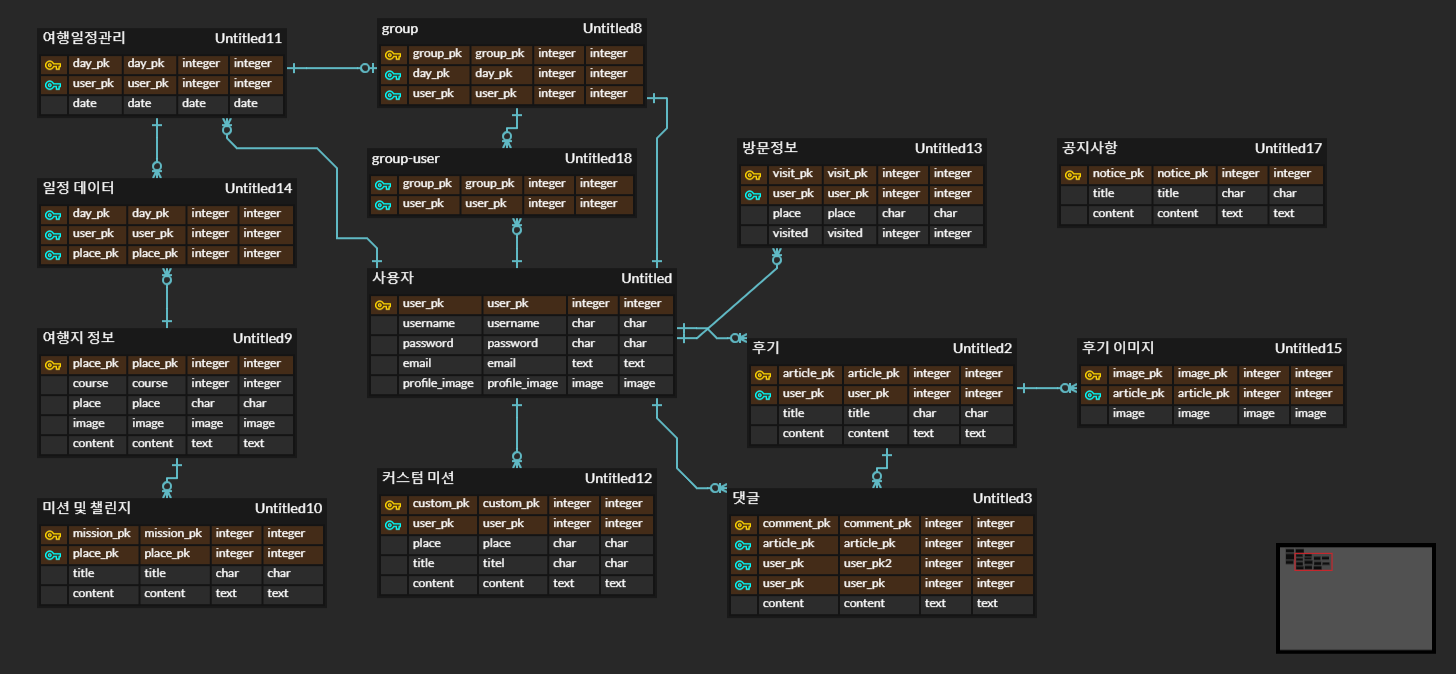 여행일정관리 Untitled11
day_pk day_pk integer integer
user_pk user_pk integer integer
date date date date
group Untitled8
group_pk group_pk integer integer
day_pk day_pk integer integer
user_pk user_pk integer integer
group-user Untitled18
group_pk group_pk integer integer
user_pk user_pk integer integer
방문정보 Untitled13
visit_pk visit_pk integer integer
user_pk user_pk integer integer
place place char char
visited visited integer integer
공지사항 Untitled17
notice_pk notice_pk integer integer
title title char char
content content text text
일정 데이터 Untitled14
day_pk day_pk integer integer
user_pk user_pk integer integer
place_pk place_pk integer integer
사용자 Untitled
user_pk user_pk integer integer
username username char char
password password char char
email email text text
profile_image profile_image image image
여행지 정보 Untitled9
place_pk place_pk integer integer
course course integer integer
place place char char
image image image image
content content text text
후기 Untitled2
article_pk article_pk integer integer
user_pk user_pk integer integer
title title char char
content content text text
후기 이미지 Untitled15
image_pk image_pk integer integer
article_pk article_pk integer integer
image image image image
미션 및 챌린지 Untitled10
mission_pk mission_pk integer integer
place_pk place_pk integer integer
title title char char
content content text text
커스텀 미션 Untitled12
custom_pk custom_pk integer integer
user_pk user_pk integer integer
place place char char
title titel char char
content content text text
댓글 Untitled3
comment_pk comment_pk integer integer
article_pk article_pk integer integer
user_pk user_pk2 integer integer
user_pk user_pk integer integer
content content text text